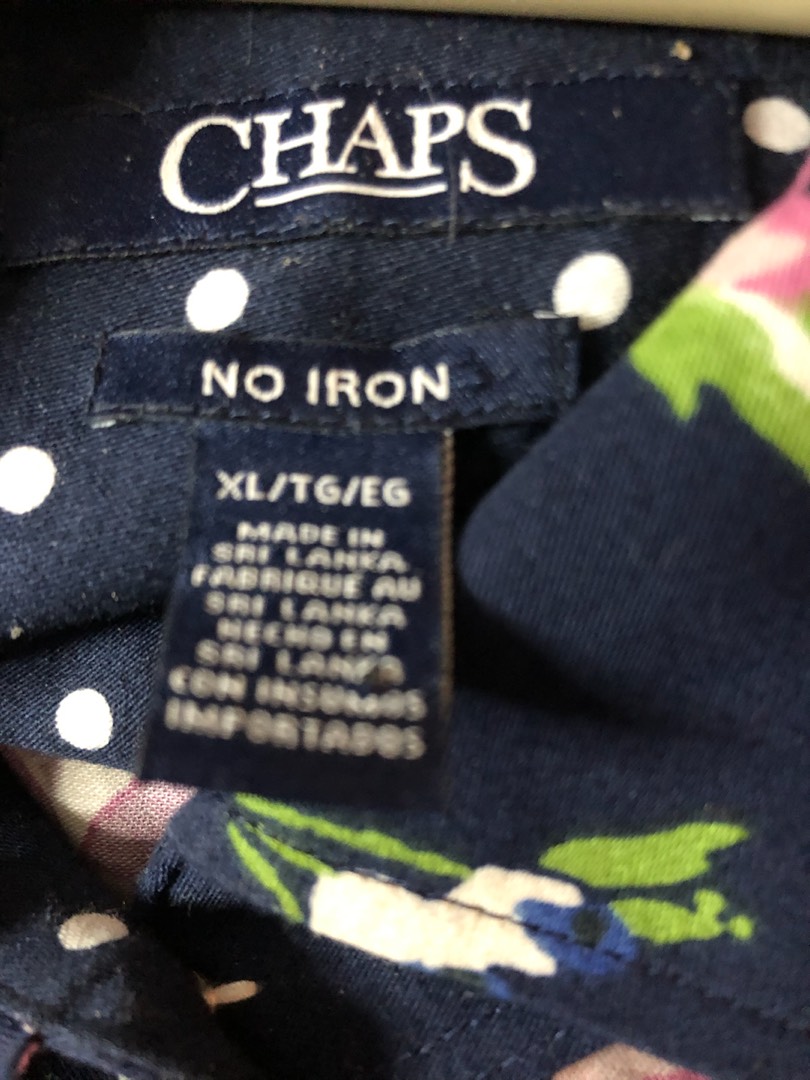 CHAPS
NO IRON
XL/TG/EG
MADE IN
SRI LANKA
FABRIQUÉ AU
SRI LANKA
HECHO EN
SRI LANKA
CON INSUMOS
IMPORTADOS